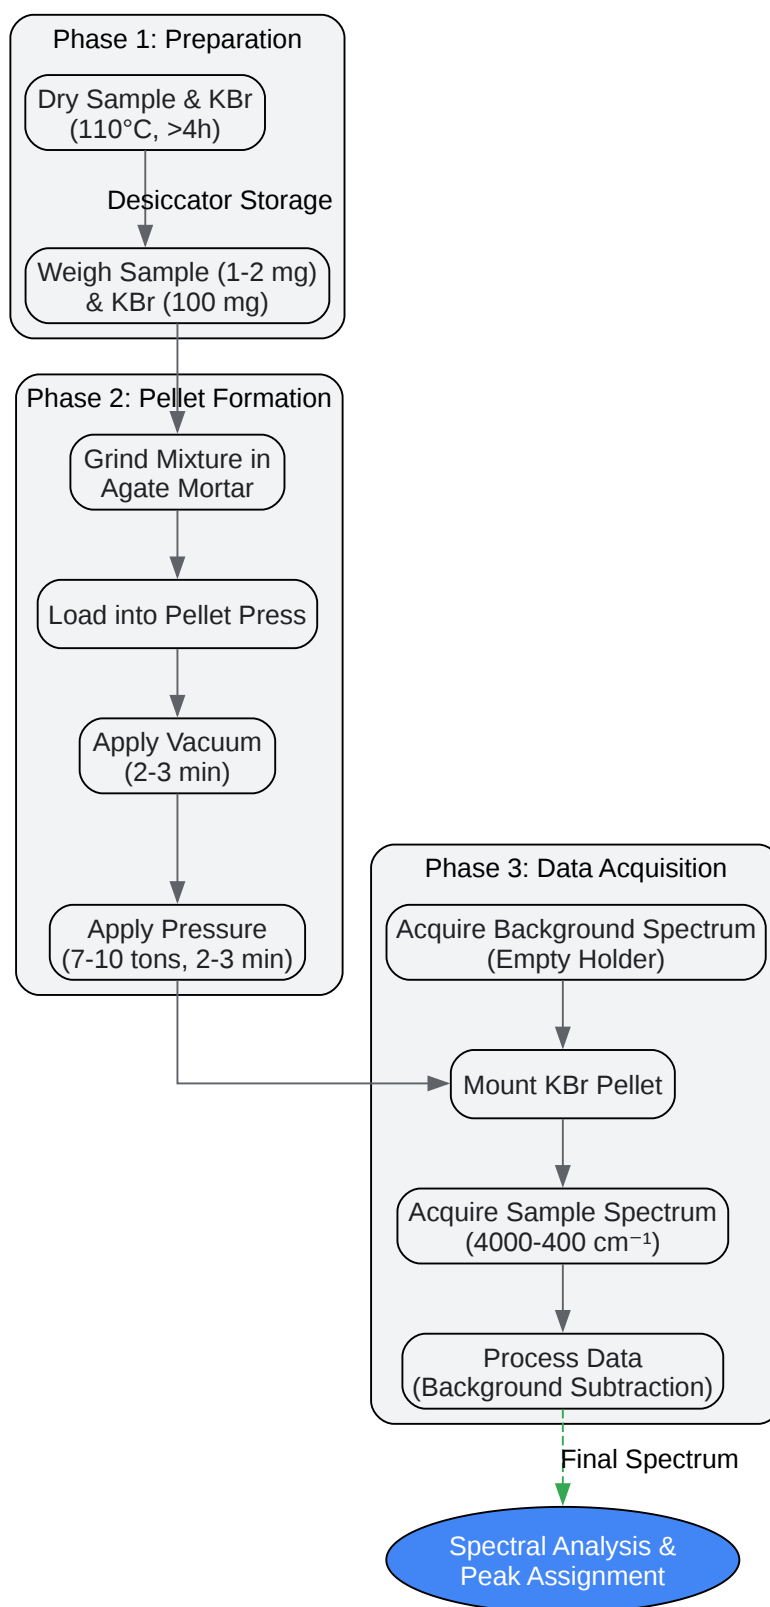 Phase 1: Preparation
Dry Sample & KBr
(110°C, >4h)
Desiccator Storage
Weigh Sample (1-2 mg)
& KBr (100 mg)
Phase 2: Pellet Formation
Grind Mixture in
Agate Mortar
Load into Pellet Press
Apply Vacuum
(2-3 min)
Apply Pressure
(7-10 tons, 2-3 min)
Phase 3: Data Acquisition
Acquire Background Spectrum
(Empty Holder)
Mount KBr Pellet
Acquire Sample Spectrum
(4000-400 cm⁻¹)
Process Data
(Background Subtraction)
Final Spectrum
Spectral Analysis &
Peak Assignment